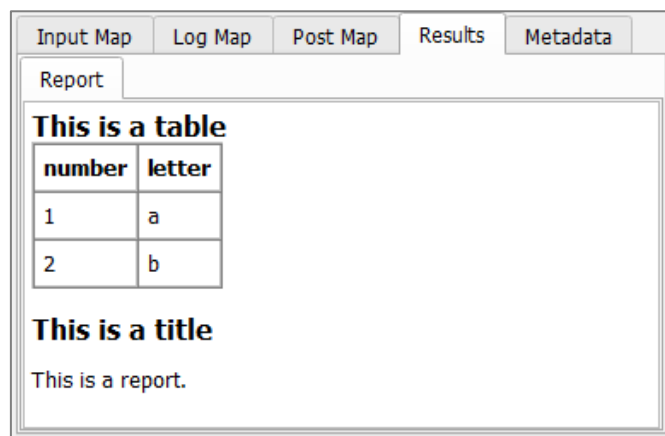 Input Map Log Map Post Map Results Metadata
Report
This is a table
number letter
1 a
2 b
This is a title
This is a report.